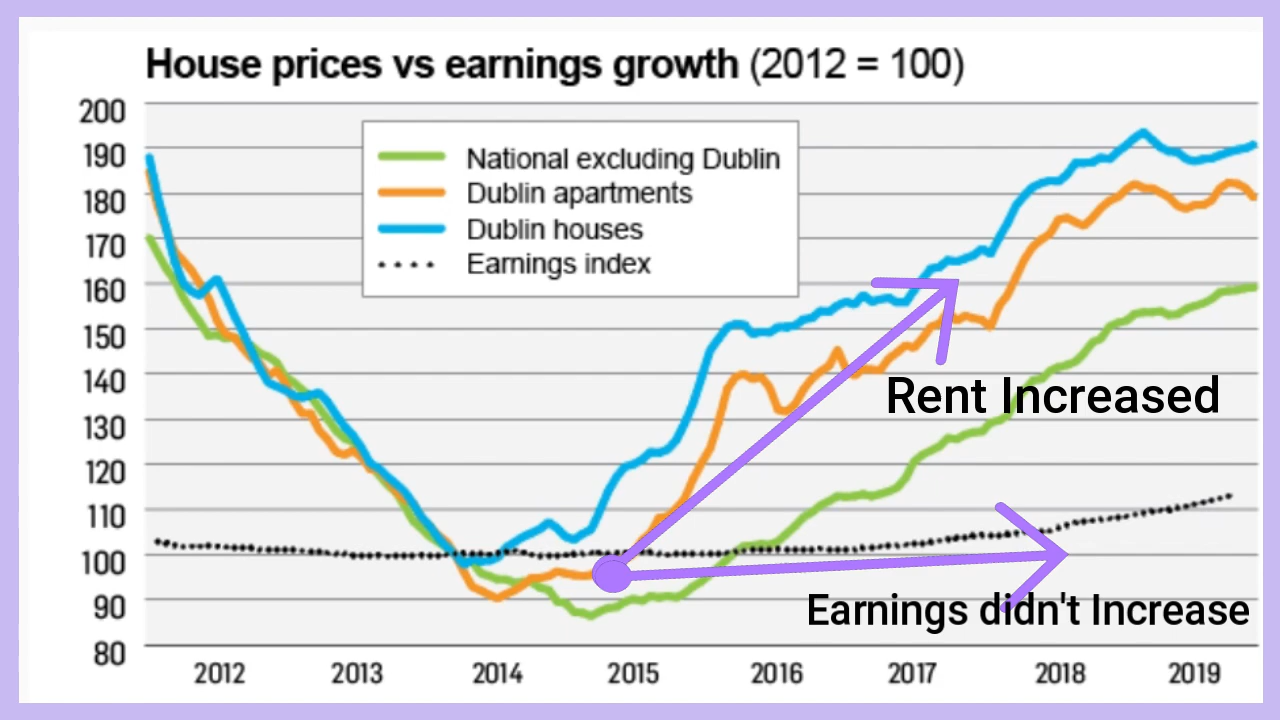 House prices vs earnings growth (2012 = 100)
200
190
180
170
160
150
140
130
120
110
100
90
80
National excluding Dublin
Dublin apartments
Dublin houses
Earnings index
Rent Increased
Earnings didn't Increase
2012 2013 2014 2015 2016 2017 2018 2019